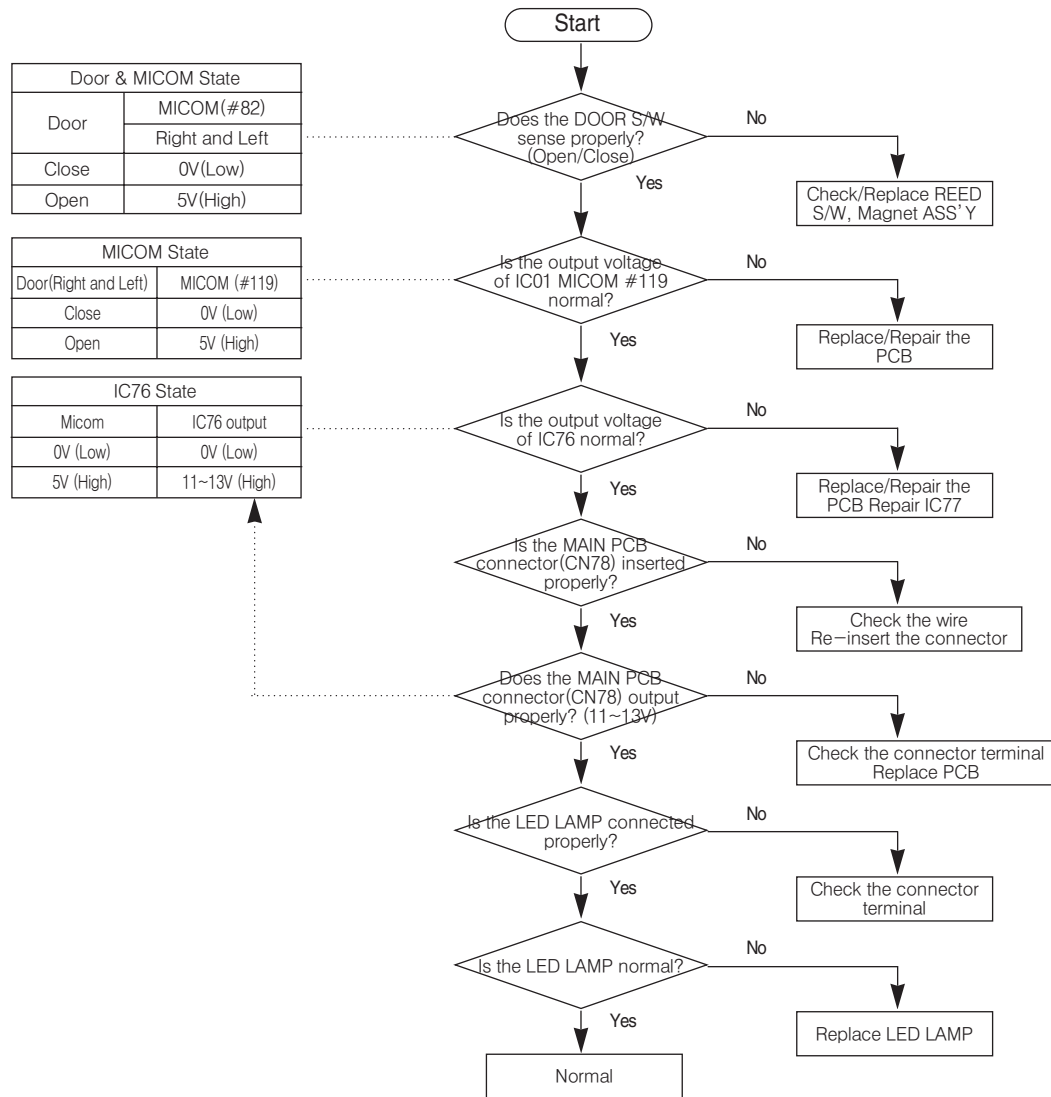 Start
Door & MICOM State
Door
MICOM(#82)
Right and Left
Close
0V(Low)
Open
5V(High)
Does the DOOR S/W
sense properly?
(Open/Close)
No
Yes
Check/Replace REED
S/W, Magnet ASS'Y
MICOM State
Door(Right and Left)
MICOM (#119)
Close
0V (Low)
Open
5V (High)
Is the output voltage
of IC01 MICOM #119
normal?
No
Yes
Replace/Repair the
PCB
IC76 State
Micom
IC76 output
0V (Low)
0V (Low)
5V (High)
11~13V (High)
Is the output voltage
of IC76 normal?
No
Yes
Replace/Repair the
PCB Repair IC77
Is the MAIN PCB
connector(CN78) inserted
properly?
No
Yes
Check the wire
Re-insert the connector
Does the MAIN PCB
connector(CN78) output
properly? (11~13V)
No
Yes
Check the connector terminal
Replace PCB
Is the LED LAMP connected
properly?
No
Yes
Check the connector
terminal
Is the LED LAMP normal?
No
Yes
Replace LED LAMP
Normal